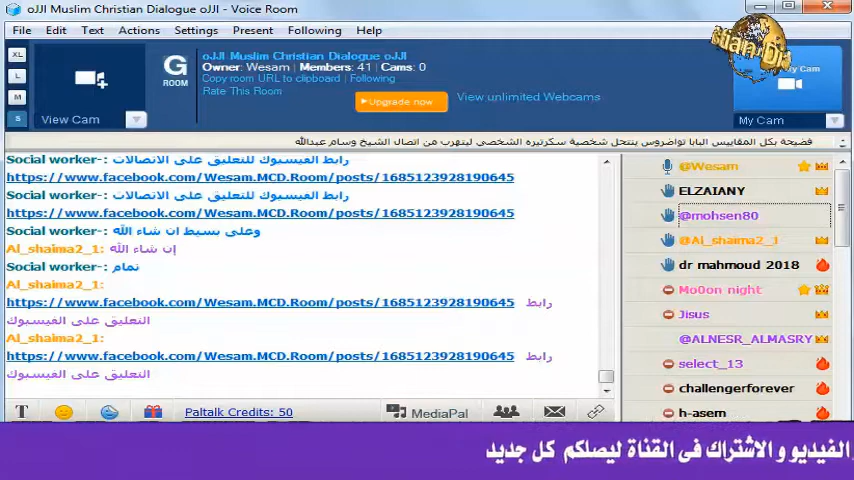 oJJI Muslim Christian Dialogue oJJI - Voice Room
File Edit Text Actions Settings Present Following Help
XL
L
M
S
View Cam
G
ROOM
oJJI Muslim Christian Dialogue oJJI
Owner: Wesam | Members: 41 | Cams: 0
Copy room URL to clipboard | Following
Rate This Room
Upgrade now
View unlimited Webcams
My Cam
My Cam
فضيحة بكل المقاييس البابا تواضروس ينتحل شخصية سكرتيره الشخصي ليتهرب من اتصال الشيخ وسام عبدالله
Social worker-: رابط الفيسبوك للتعليق على الاتصالات
https://www.facebook.com/Wesam.MCD.Room/posts/1685123928190645
Social worker-: رابط الفيسبوك للتعليق على الاتصالات
https://www.facebook.com/Wesam.MCD.Room/posts/1685123928190645
Social worker-: وعلى بسيط ان شاء الله
Al_shaima2_1: إن شاء الله
Social worker-: تمام
Al_shaima2_1:
https://www.facebook.com/Wesam.MCD.Room/posts/1685123928190645 رابط
التعليق على الفيسبوك
Al_shaima2_1:
https://www.facebook.com/Wesam.MCD.Room/posts/1685123928190645 رابط
التعليق على الفيسبوك
@Wesam
ELZAIANY
@mohsen80
@Al_shaima2_1
dr mahmoud 2018
Mo0on night
Jisus
@ALNESR_ALMASRY
select_13
challengerforever
h-asem
T
Paltalk Credits: 50
MediaPal
الفيديو و الاشتراك فى القناة ليصلكم كل جديد